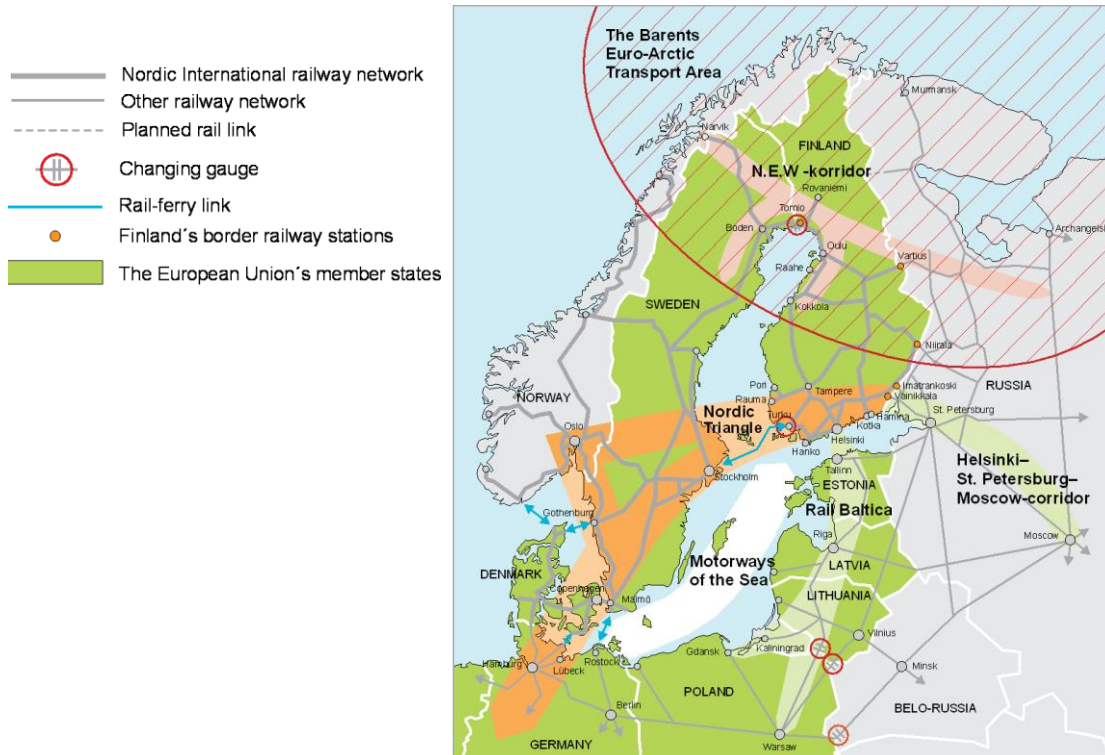 Nordic International railway network
Other railway network
Planned rail link
Changing gauge
Rail-ferry link
Finland´s border railway stations
The European Union´s member states
The Barents
Euro-Arctic
Transport Area
Murmansk
Narvik
FINLAND
N.E.W -korridor
Rovaniemi
Tornio
Boden
Archangelsk
Oulu
Vartius
Raahe
SWEDEN
Kokkola
Niirala
NORWAY
Pori
Rauma
Tampere
Imatrankoski
Vainikkala
RUSSIA
Nordic
Triangle
Turku
Hamina
Kotka
St. Petersburg
Oslo
Helsinki
Hanko
Stockholm
Tallinn
ESTONIA
Helsinki–
St. Petersburg–
Moscow-corridor
Gothenburg
Rail Baltica
Riga
Moscow
Motorways
of the Sea
LATVIA
DENMARK
Copenhagen
Malmö
LITHUANIA
Vilnius
Kaliningrad
Gdansk
Hamburg
Lübeck
Rostock
Minsk
POLAND
Berlin
BELO-RUSSIA
Warsaw
GERMANY